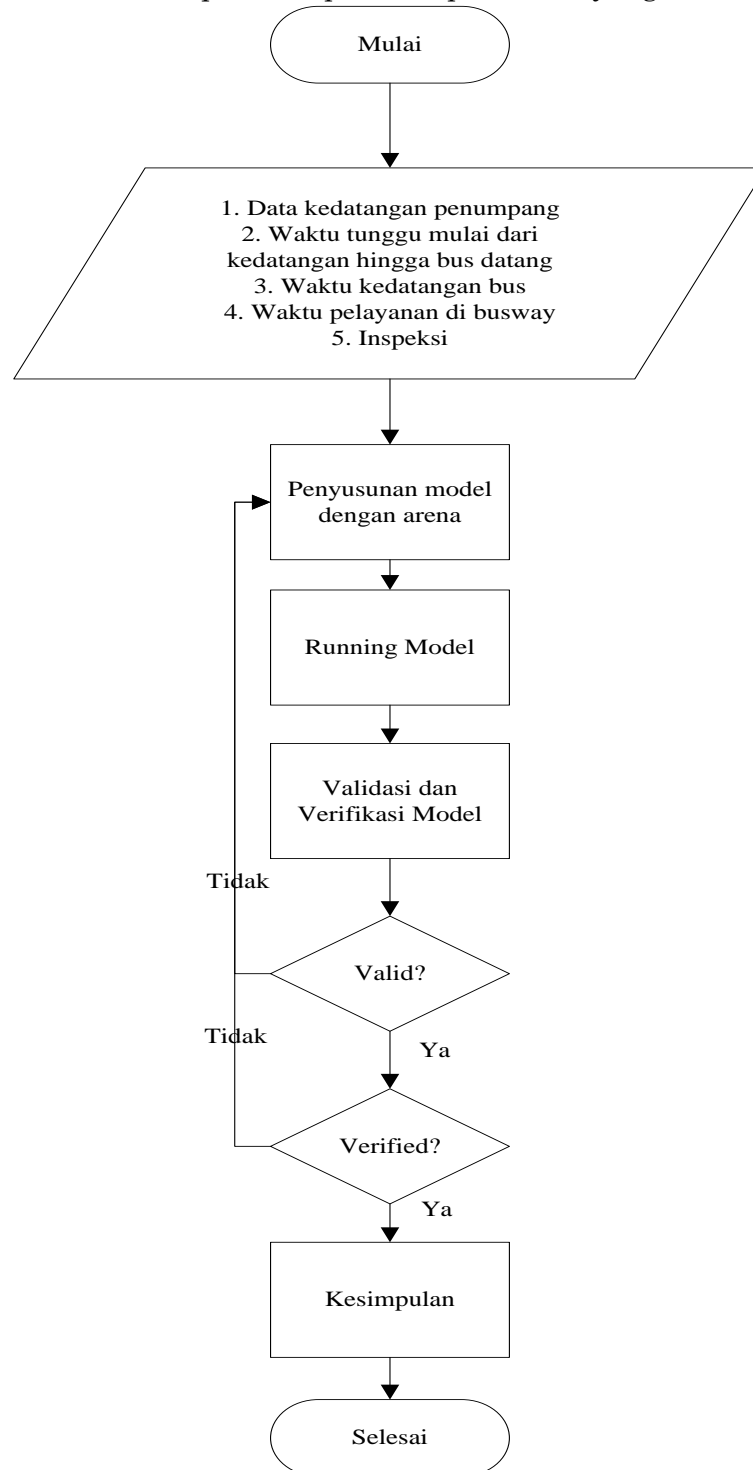 Mulai
1. Data kedatangan penumpang
2. Waktu tunggu mulai dari
kedatangan hingga bus datang
3. Waktu kedatangan bus
4. Waktu pelayanan di busway
5. Inspeksi
Penyusunan model
dengan arena
Running Model
Validasi dan
Verifikasi Model
Tidak
Valid?
Tidak
Ya
Verified?
Ya
Kesimpulan
Selesai